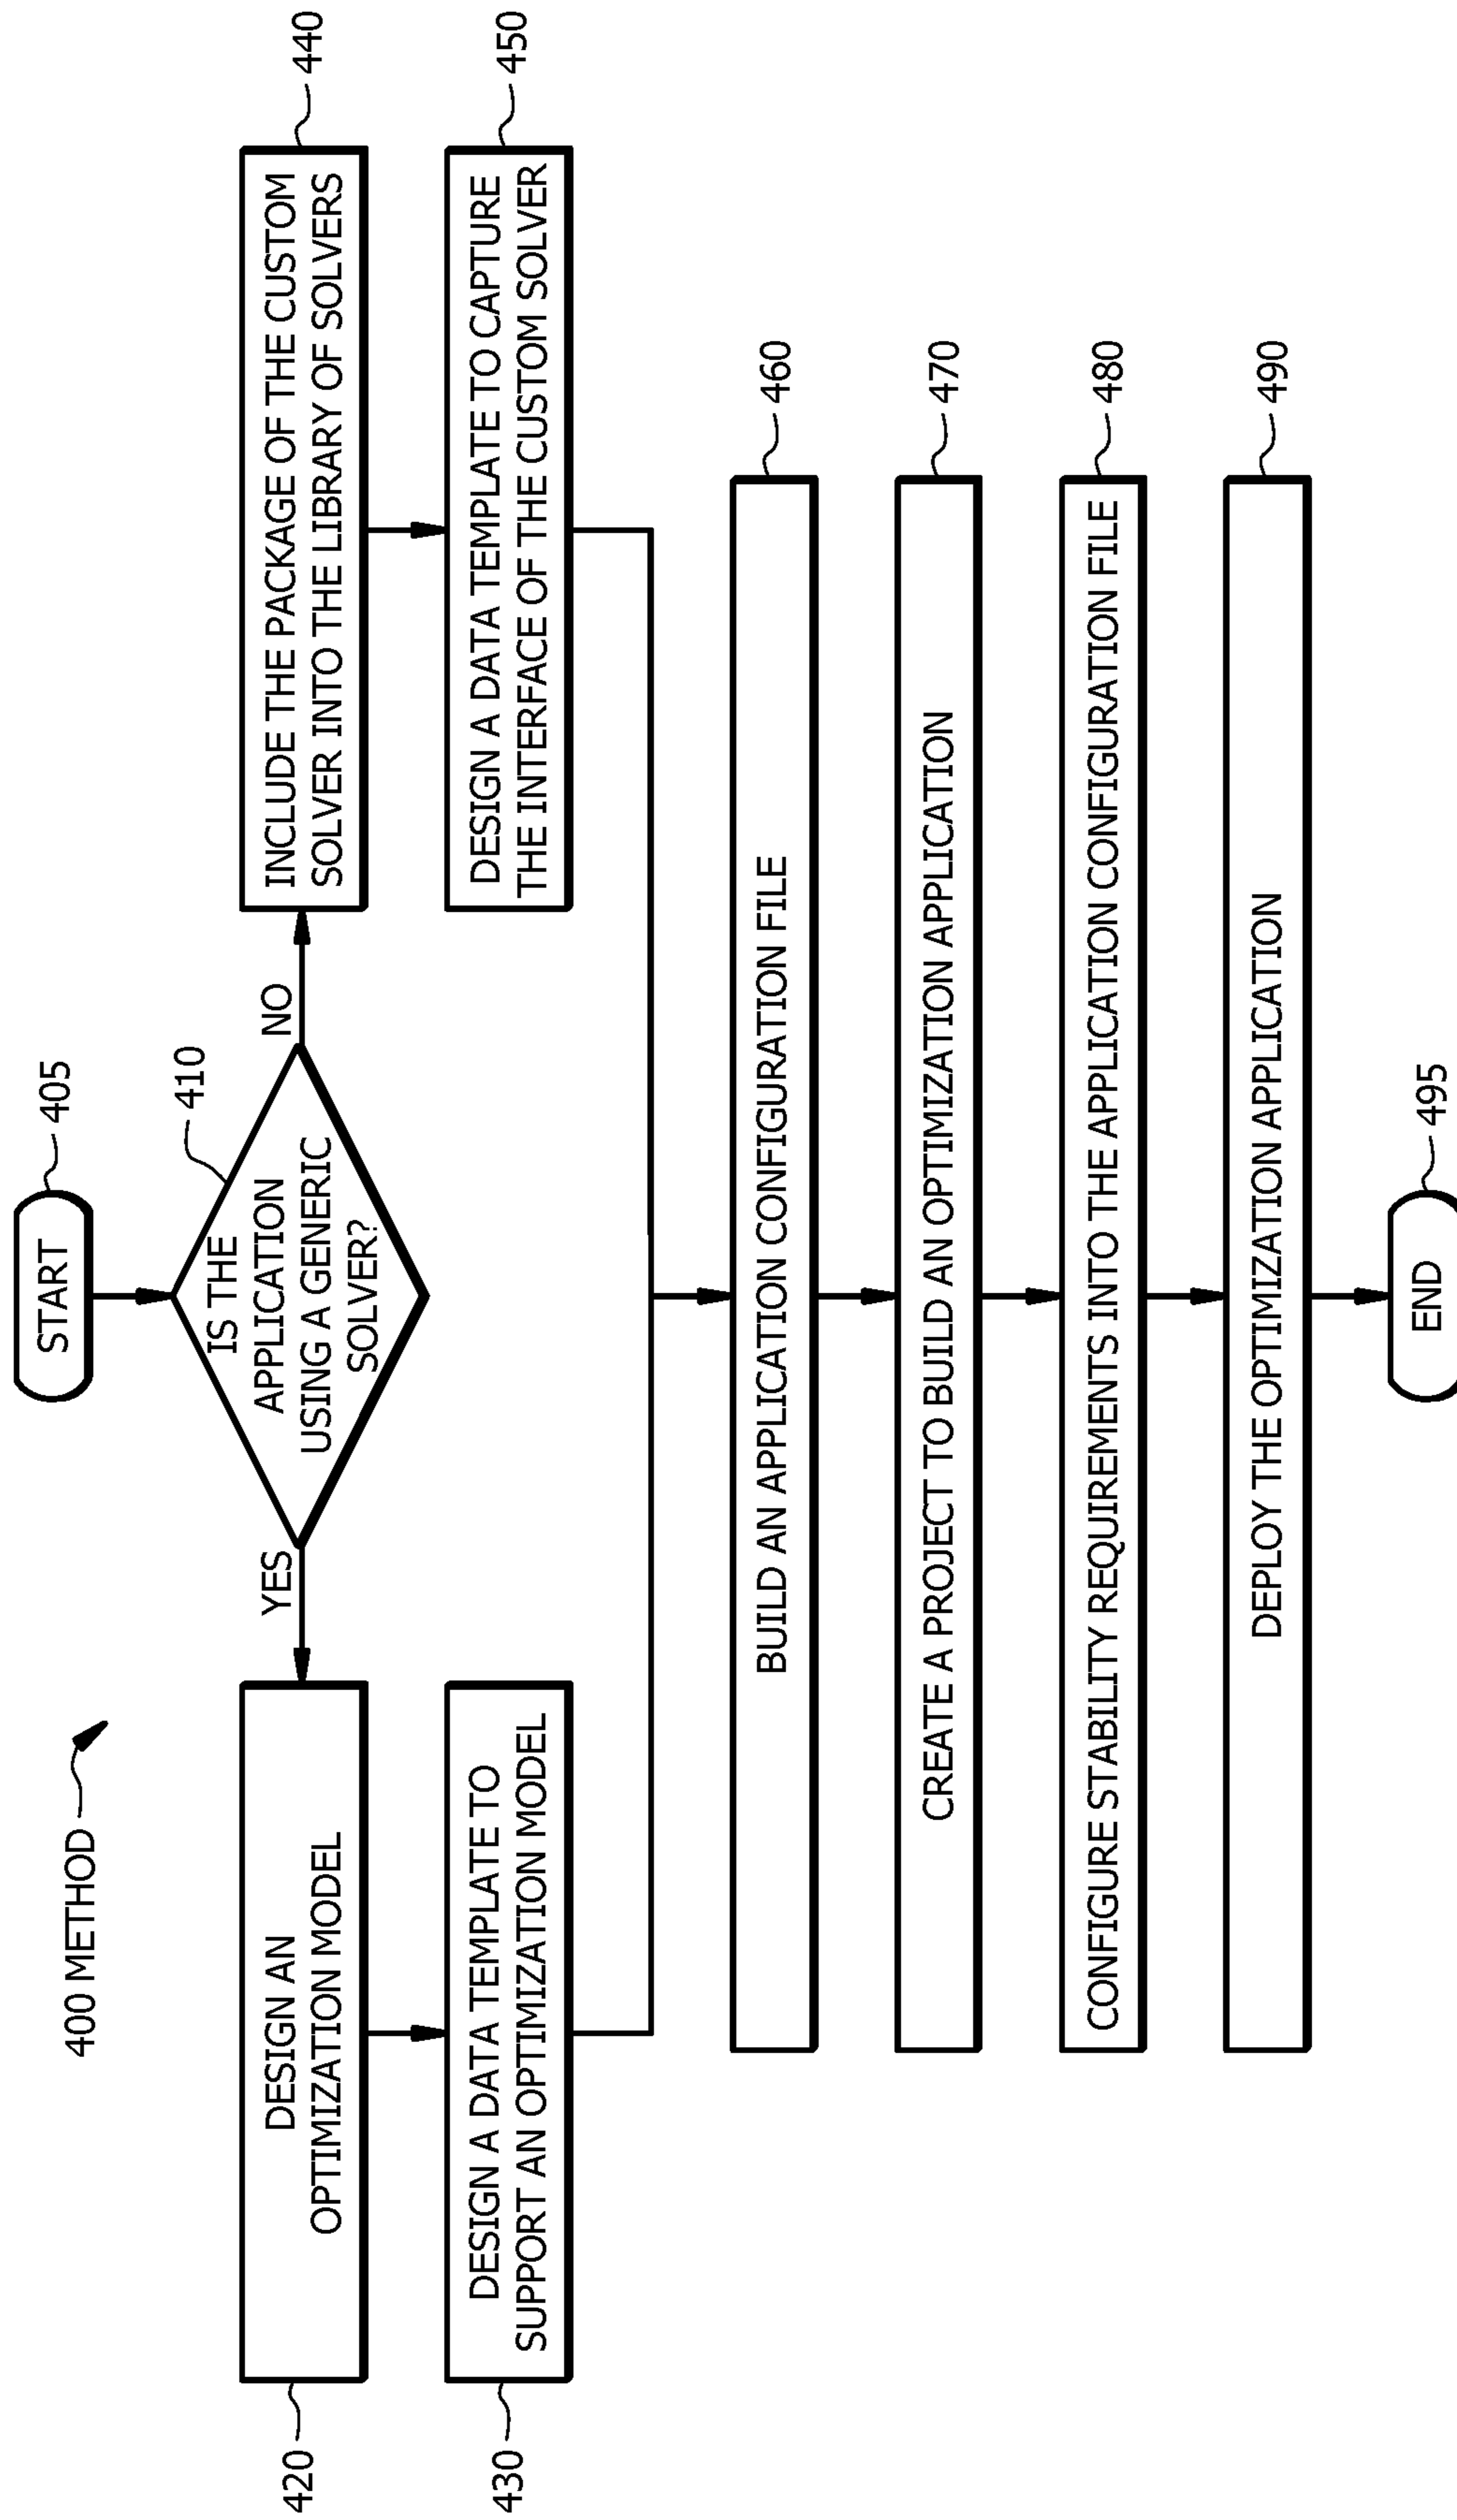 400 METHOD
START
405
IS THE
APPLICATION
USING A GENERIC
SOLVER?
410
YES
NO
DESIGN AN
OPTIMIZATION MODEL
420
INCLUDE THE PACKAGE OF THE CUSTOM
SOLVER INTO THE LIBRARY OF SOLVERS
440
DESIGN A DATA TEMPLATE TO
SUPPORT AN OPTIMIZATION MODEL
430
DESIGN A DATA TEMPLATE TO CAPTURE
THE INTERFACE OF THE CUSTOM SOLVER
450
BUILD AN APPLICATION CONFIGURATION FILE
460
CREATE A PROJECT TO BUILD AN OPTIMIZATION APPLICATION
470
CONFIGURE STABILITY REQUIREMENTS INTO THE APPLICATION CONFIGURATION FILE
480
DEPLOY THE OPTIMIZATION APPLICATION
490
END
495